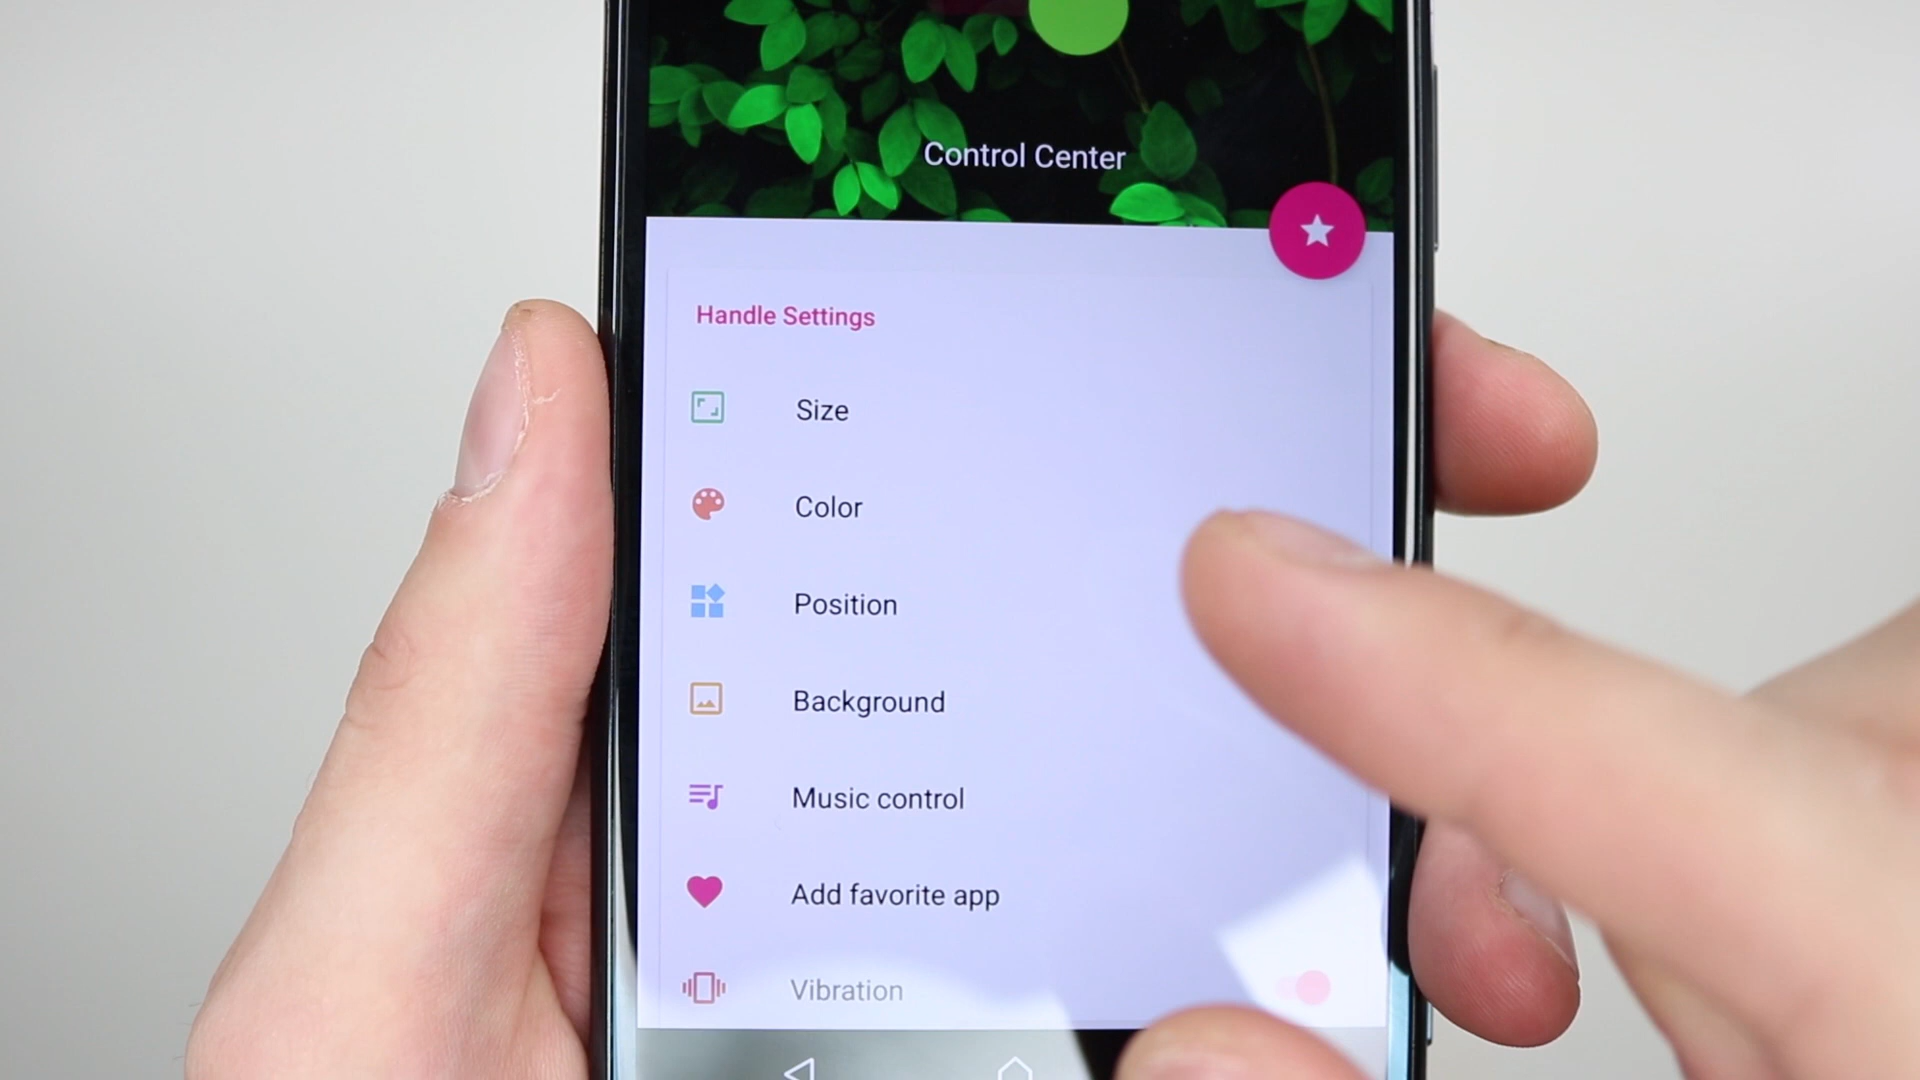 Control Center
Handle Settings
Size
Color
Position
Background
Music control
Add favorite app
Vibration